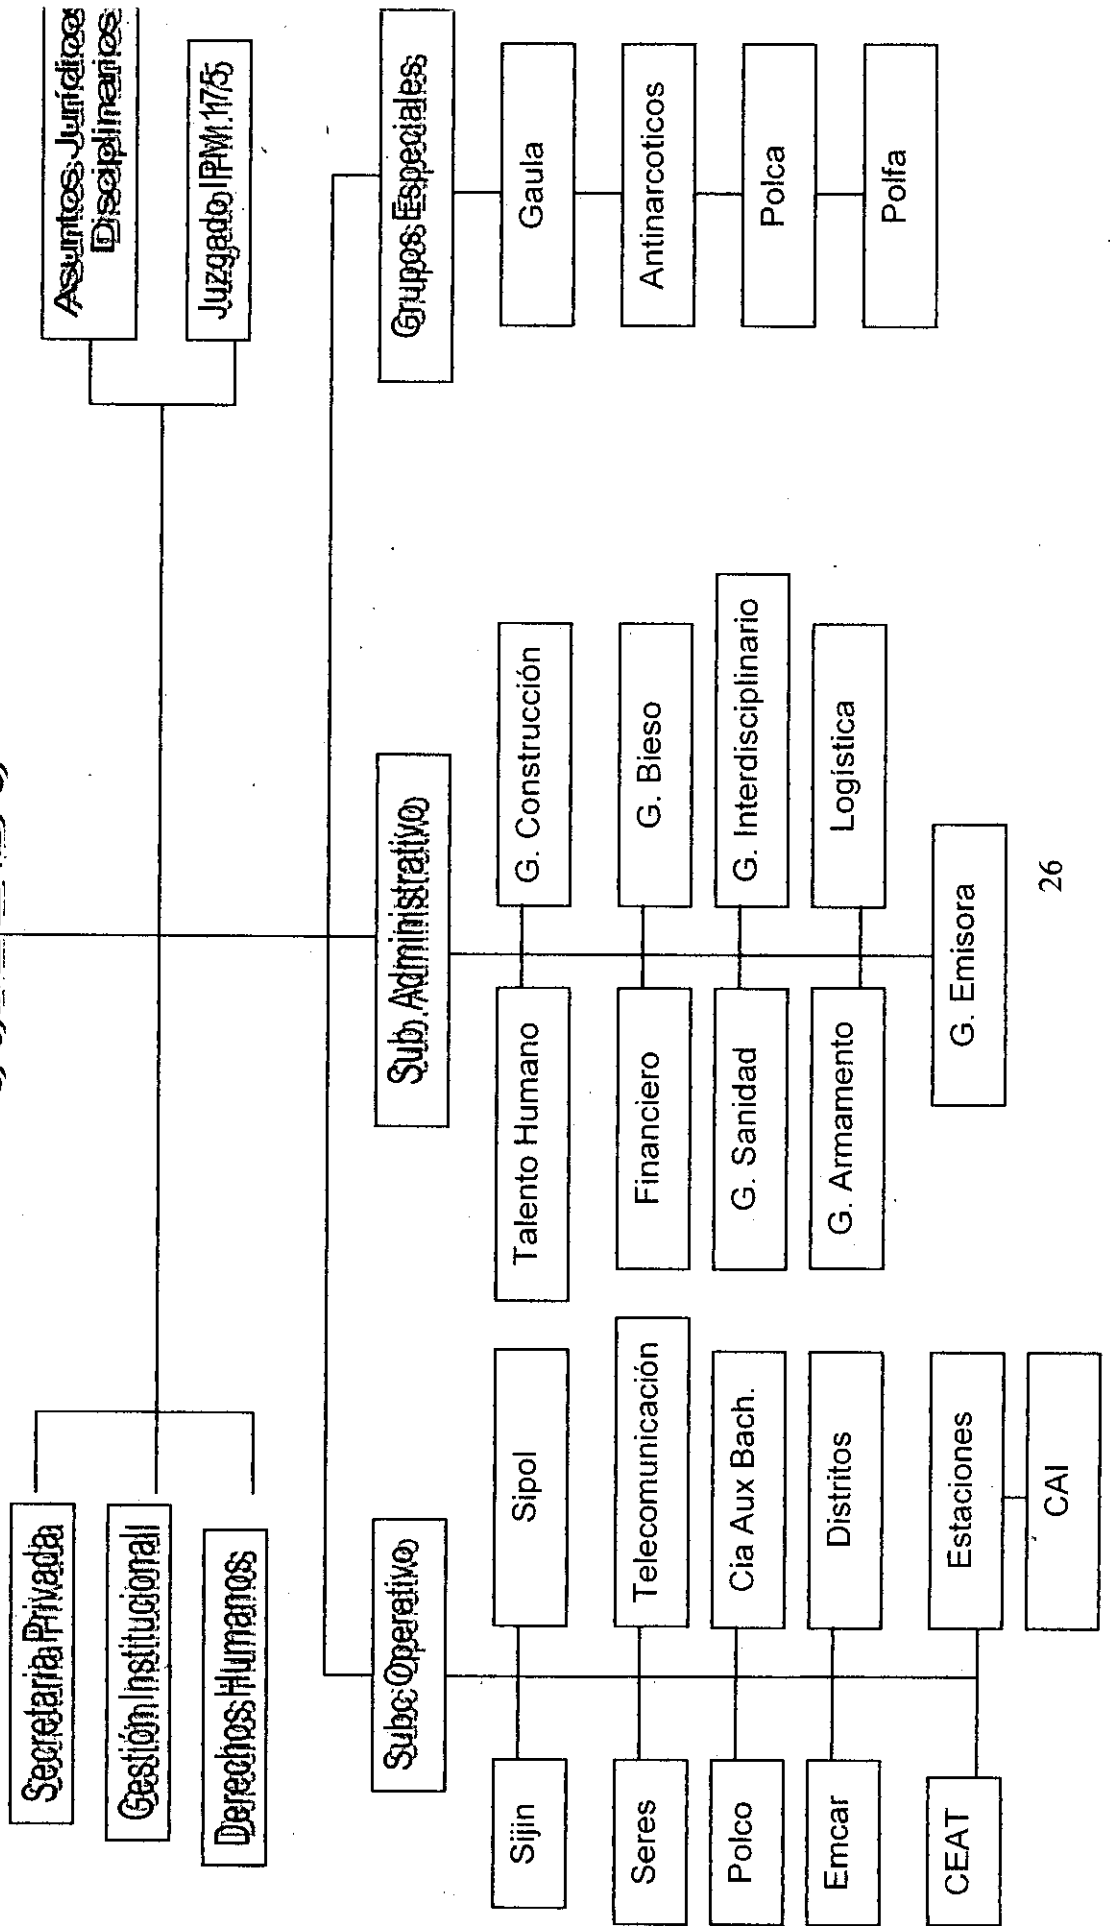 Asuntos Jurídicos
Disciplinarios
Juzgado IPM.175
Secretaria Privada
Gestión Institucional
Derechos Humanos
Subc Operativo
Sub. Administrativo
Grupos Especiales
Sijin
Sipol
Seres
Telecomunicación
Polco
Cia Aux Bach.
Emcar
Distritos
CEAT
Estaciones
CAI
Talento Humano
G. Construcción
Financiero
G. Bieso
G. Sanidad
G. Interdisciplinario
G. Armamento
Logística
G. Emisora
Gaula
Antinarcoticos
Polca
Polfa
26